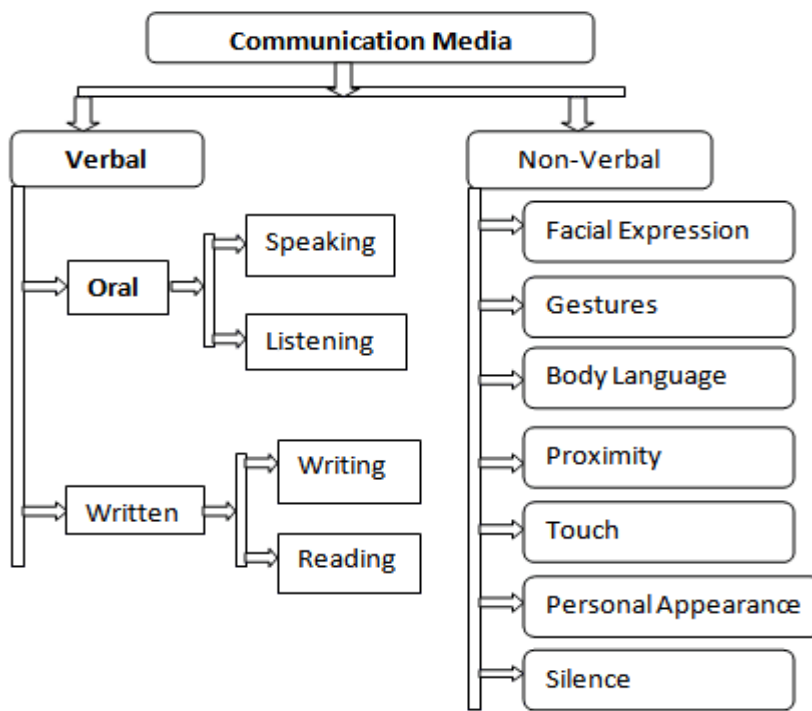 Communication Media
Verbal
Non-Verbal
Oral
Speaking
Listening
Written
Writing
Reading
Facial Expression
Gestures
Body Language
Proximity
Touch
Personal Appearance
Silence